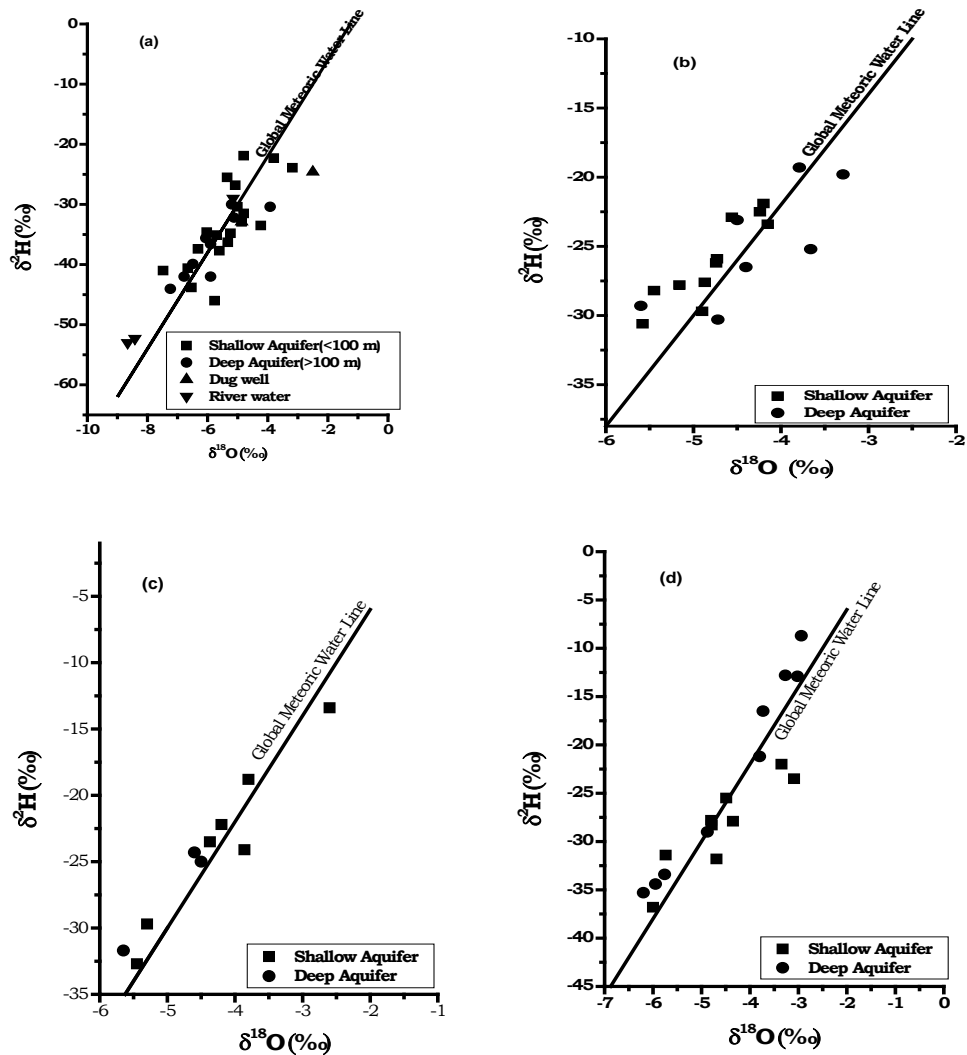 (a)
Global Meteoric Water Line
0
-10
-20
-30
-40
-50
-60
δ²H(‰)
Shallow Aquifer(<100 m)
Deep Aquifer(>100 m)
Dug well
River water
-10 -8 -6 -4 -2 0
δ¹⁸O(‰)
(b)
Global Meteoric Water Line
-10
-15
-20
-25
-30
-35
δ²H(‰)
Shallow Aquifer
Deep Aquifer
-6 -5 -4 -3 -2
δ¹⁸O (‰)
(c)
Global Meteoric Water Line
-5
-10
-15
-20
-25
-30
-35
δ²H(‰)
Shallow Aquifer
Deep Aquifer
-6 -5 -4 -3 -2 -1
δ¹⁸O(‰)
(d)
Global Meteoric Water Line
0
-5
-10
-15
-20
-25
-30
-35
-40
-45
δ²H(‰)
Shallow Aquifer
Deep Aquifer
-7 -6 -5 -4 -3 -2 -1 0
δ¹⁸O(‰)